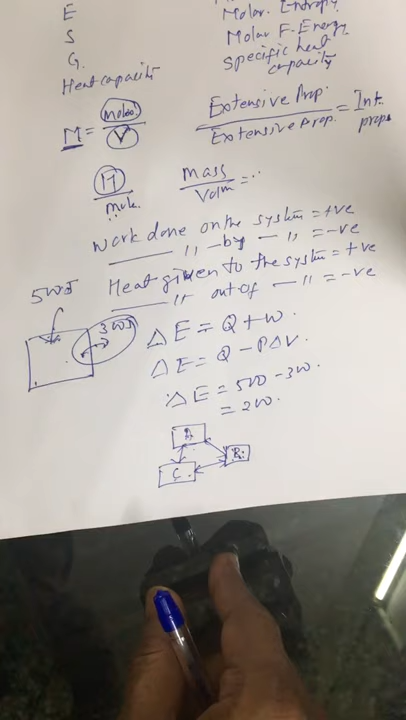 E
Molar. Entropy
S
Molar F. Energy
G.
Specific heat capacity
Heat capacity
M = moles / V
Extensive Prop. / Extensive Prop. = Int. props
H / mole
Mass / Volm = ..
Work done on the system = +ve
—— 〃 — by — 〃 = -ve
Heat given to the system = +ve
—— 〃 out of — 〃 = -ve
500J
300J
ΔE = Q + W.
ΔE = Q - PΔV.
ΔE = 500 - 300.
= 200.
A
B
C.